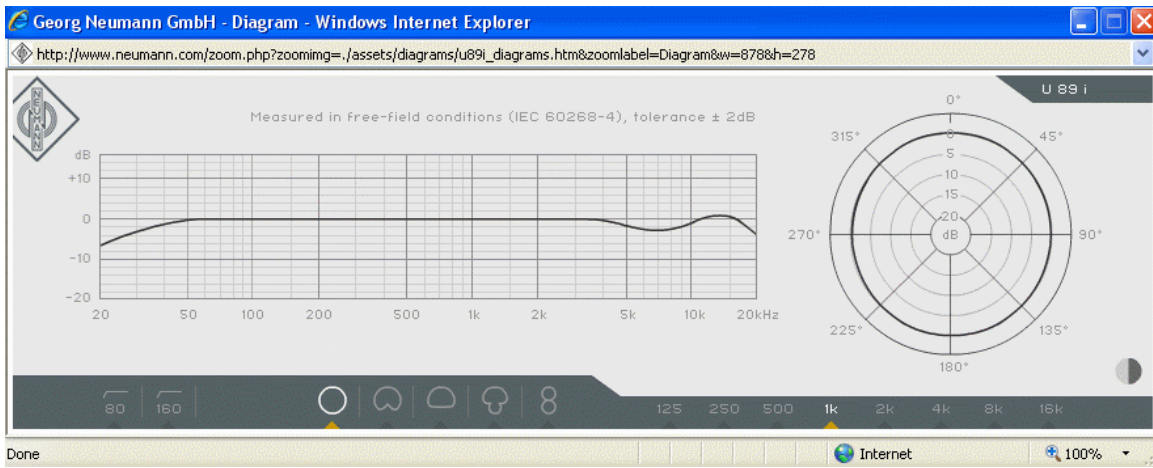 Georg Neumann GmbH - Diagram - Windows Internet Explorer
http://www.neumann.com/zoom.php?zoomimg=./assets/diagrams/u89i_diagrams.htm&zoomlabel=Diagram&w=878&h=278
NEUMANN
U 89 i
Measured in free-field conditions (IEC 60268-4), tolerance ± 2dB
dB
+10
0
-10
-20
20 50 100 200 500 1k 2k 5k 10k 20kHz
0°
315° 45°
0
5
10
15
20
270° dB 90°
225° 135°
180°
80 160
125 250 500 1k 2k 4k 8k 16k
Done Internet 100%